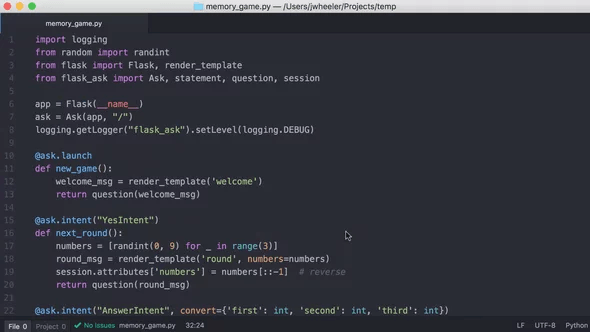 memory_game.py — /Users/jwheeler/Projects/temp
memory_game.py
1 import logging
2 from random import randint
3 from flask import Flask, render_template
4 from flask_ask import Ask, statement, question, session
5
6 app = Flask(__name__)
7 ask = Ask(app, "/")
8 logging.getLogger("flask_ask").setLevel(logging.DEBUG)
9
10 @ask.launch
11 def new_game():
12 welcome_msg = render_template('welcome')
13 return question(welcome_msg)
14
15 @ask.intent("YesIntent")
16 def next_round():
17 numbers = [randint(0, 9) for _ in range(3)]
18 round_msg = render_template('round', numbers=numbers)
19 session.attributes['numbers'] = numbers[::-1]  # reverse
20 return question(round_msg)
21
22 @ask.intent("AnswerIntent", convert={'first': int, 'second': int, 'third': int})
File 0 Project 0 No Issues memory_game.py 32:24 LF UTF-8 Python